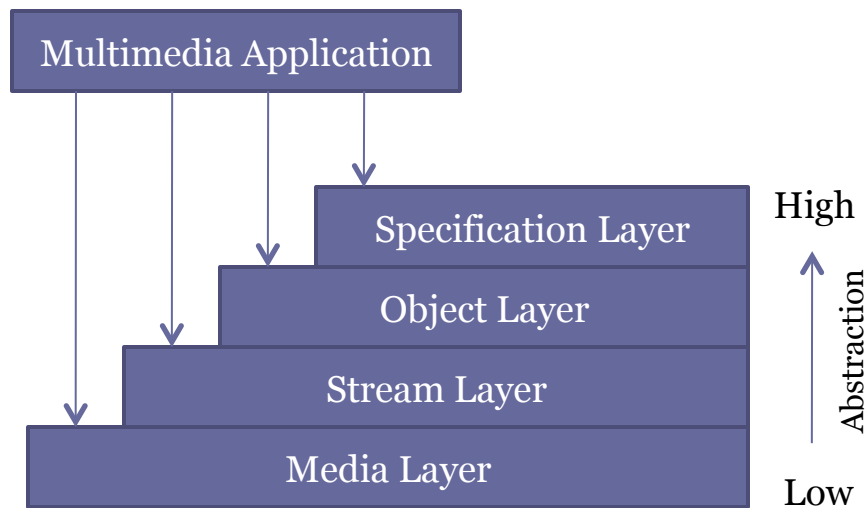 Multimedia Application
High
Specification Layer
Object Layer
Abstraction
Stream Layer
Media Layer
Low